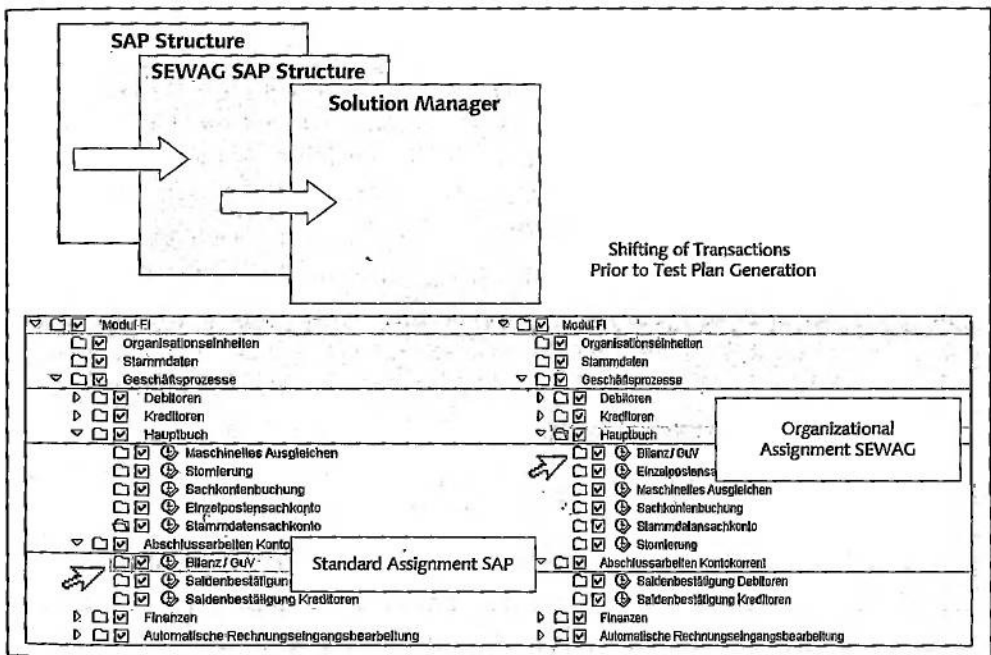 SAP Structure
SEWAG SAP Structure
Solution Manager
Shifting of Transactions
Prior to Test Plan Generation
Modul FI
Organisationseinheiten
Stammdaten
Geschäftsprozesse
Debitoren
Kreditoren
Hauptbuch
Maschinelles Ausgleichen
Stornierung
Sachkontenbuchung
Einzelpostensachkonto
Stammdatensachkonto
Abschlussarbeiten Konto
Bilanz / GuV
Saldenbestätigung
Saldenbestätigung Kreditoren
Finanzen
Automatische Rechnungseingangsbearbeitung
Standard Assignment SAP
Modul FI
Organisationseinheiten
Stammdaten
Geschäftsprozesse
Debitoren
Kreditoren
Hauptbuch
Bilanz / GuV
Einzelpostensa
Maschinelles Ausgleichen
Sachkontenbuchung
Stammdatensachkonto
Stornierung
Abschlussarbeiten Kontokorrent
Saldenbestätigung Debitoren
Saldenbestätigung Kreditoren
Finanzen
Automatische Rechnungseingangsbearbeitung
Organizational
Assignment SEWAG